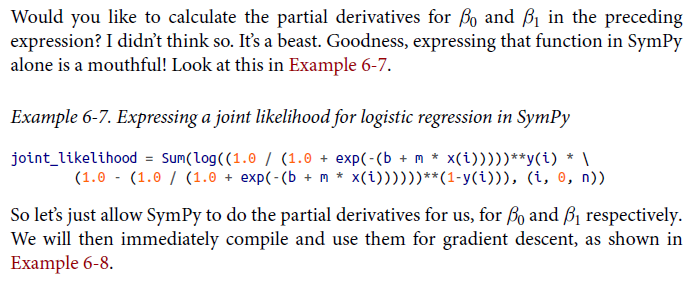 Would you like to calculate the partial derivatives for β0 and β1 in the preceding
expression? I didn’t think so. It’s a beast. Goodness, expressing that function in SymPy
alone is a mouthful! Look at this in Example 6-7.
Example 6-7. Expressing a joint likelihood for logistic regression in SymPy
joint_likelihood = Sum(log((1.0 / (1.0 + exp(-(b + m * x(i)))))**y(i) * \
(1.0 - (1.0 / (1.0 + exp(-(b + m * x(i))))))**(1-y(i))), (i, 0, n))
So let’s just allow SymPy to do the partial derivatives for us, for β0 and β1 respectively.
We will then immediately compile and use them for gradient descent, as shown in
Example 6-8.